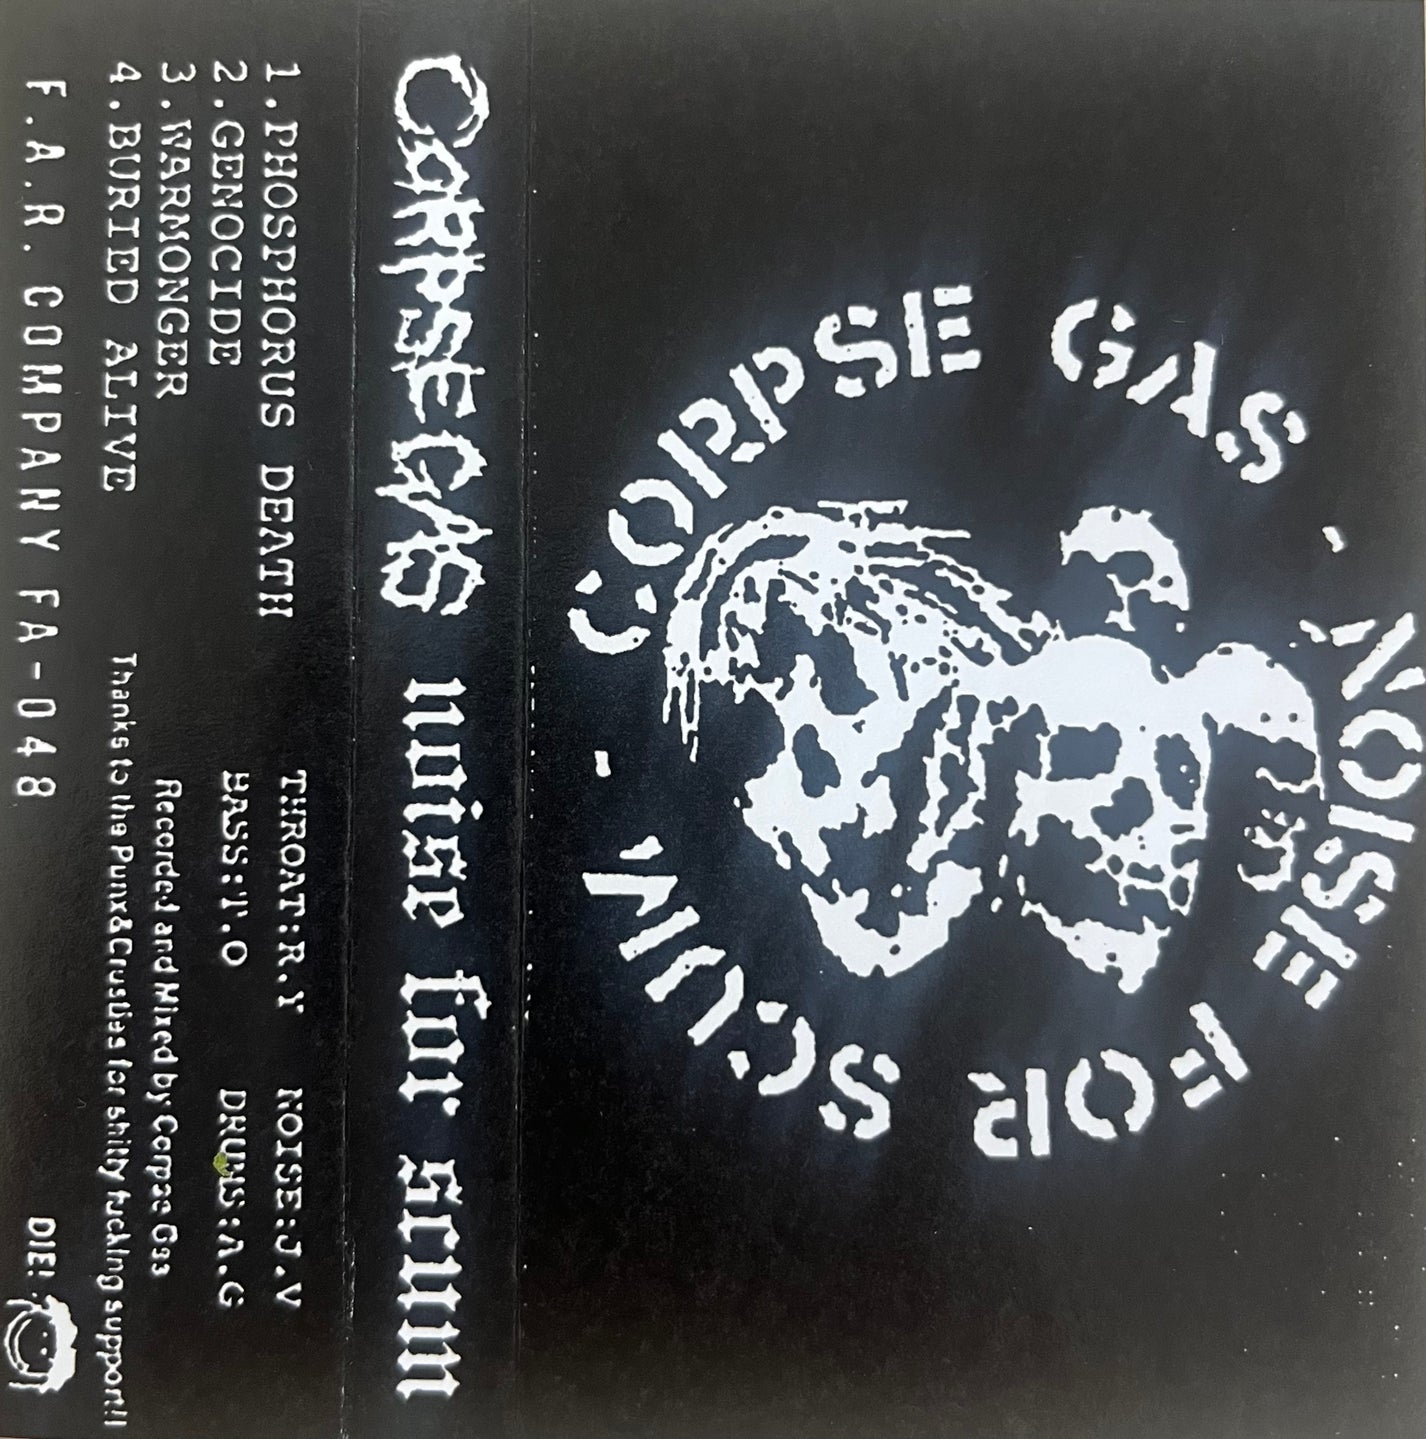 CORPSE GAS - NOISE FOR SCUM -
CORPSE GAS noise for scum
1.PHOSPHORUS DEATH
2.GENOCIDE
3.WARMONGER
4.BURIED ALIVE
THROAT:R.Y NOISE:J.V
BASS:T.O DRUMS:A.G
Recorded and Mixed by Corpse Gas
Thanks to the Punx&Crusties for shitty fucking support!!
F.A.R. COMPANY FA-048
DIE!